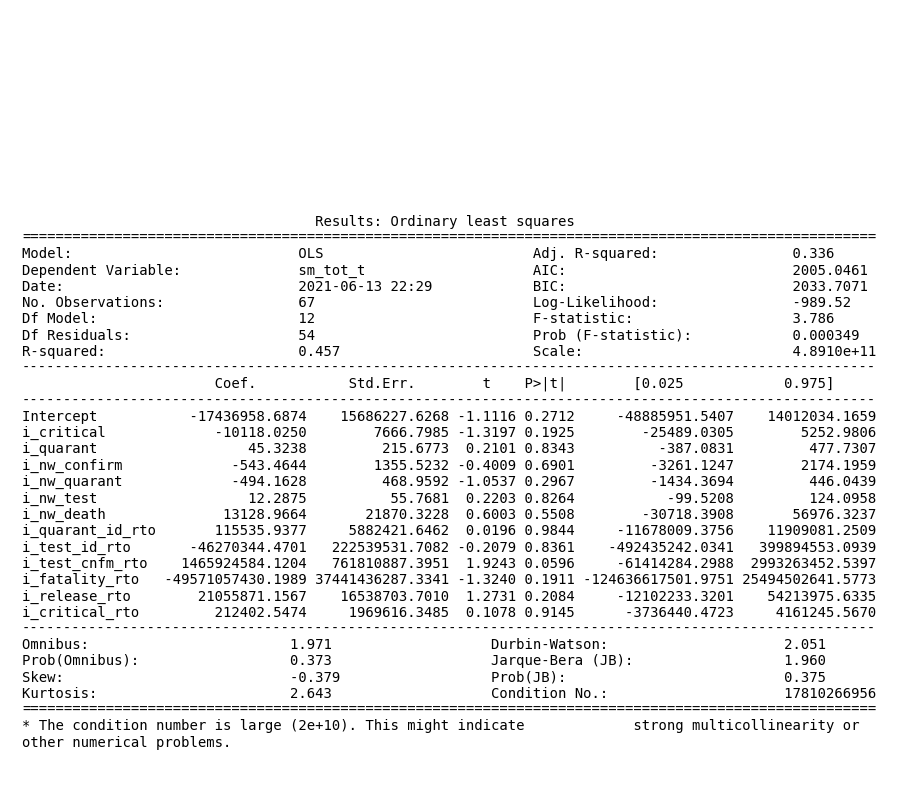 Results: Ordinary least squares
=======================================================================================================
Model: OLS Adj. R-squared: 0.336
Dependent Variable: sm_tot_t AIC: 2005.0461
Date: 2021-06-13 22:29 BIC: 2033.7071
No. Observations: 67 Log-Likelihood: -989.52
Df Model: 12 F-statistic: 3.786
Df Residuals: 54 Prob (F-statistic): 0.000349
R-squared: 0.457 Scale: 4.8910e+11
-------------------------------------------------------------------------------------------------------
Coef. Std.Err. t P>|t| [0.025 0.975]
-------------------------------------------------------------------------------------------------------
Intercept -17436958.6874 15686227.6268 -1.1116 0.2712 -48885951.5407 14012034.1659
i_critical -10118.0250 7666.7985 -1.3197 0.1925 -25489.0305 5252.9806
i_quarant 45.3238 215.6773 0.2101 0.8343 -387.0831 477.7307
i_nw_confirm -543.4644 1355.5232 -0.4009 0.6901 -3261.1247 2174.1959
i_nw_quarant -494.1628 468.9592 -1.0537 0.2967 -1434.3694 446.0439
i_nw_test 12.2875 55.7681 0.2203 0.8264 -99.5208 124.0958
i_nw_death 13128.9664 21870.3228 0.6003 0.5508 -30718.3908 56976.3237
i_quarant_id_rto 115535.9377 5882421.6462 0.0196 0.9844 -11678009.3756 11909081.2509
i_test_id_rto -46270344.4701 222539531.7082 -0.2079 0.8361 -492435242.0341 399894553.0939
i_test_cnfm_rto 1465924584.1204 761810887.3951 1.9243 0.0596 -61414284.2988 2993263452.5397
i_fatality_rto -49571057430.1989 37441436287.3341 -1.3240 0.1911 -124636617501.9751 25494502641.5773
i_release_rto 21055871.1567 16538703.7010 1.2731 0.2084 -12102233.3201 54213975.6335
i_critical_rto 212402.5474 1969616.3485 0.1078 0.9145 -3736440.4723 4161245.5670
-------------------------------------------------------------------------------------------------------
Omnibus: 1.971 Durbin-Watson: 2.051
Prob(Omnibus): 0.373 Jarque-Bera (JB): 1.960
Skew: -0.379 Prob(JB): 0.375
Kurtosis: 2.643 Condition No.: 17810266956
=======================================================================================================
* The condition number is large (2e+10). This might indicate strong multicollinearity or
other numerical problems.